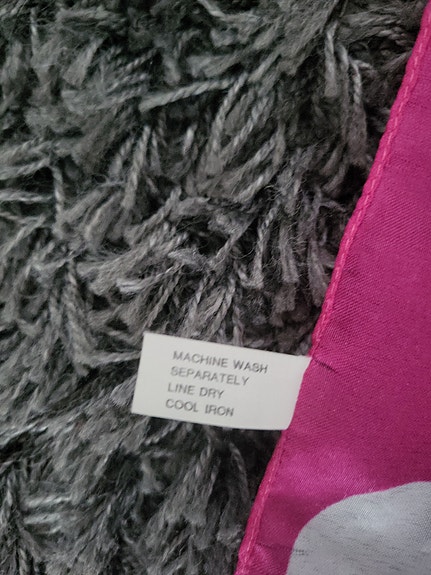 MACHINE WASH
SEPARATELY
LINE DRY
COOL IRON